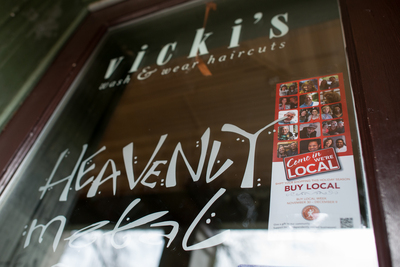 vicki's
wash & wear haircuts
HEAVENLY
metal
Come in
WE'RE
LOCAL
BUY LOCAL